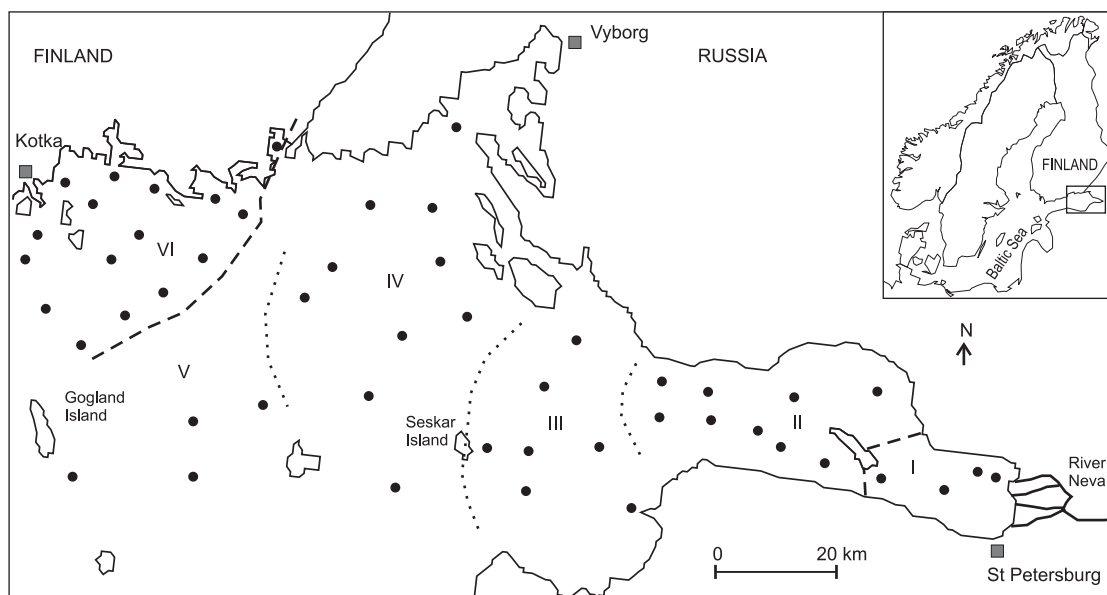 Vyborg
FINLAND
RUSSIA
Kotka
FINLAND
Baltic Sea
VI
IV
N
V
Gogland
Island
Seskar
Island
III
II
I
River
Neva
0
20 km
St Petersburg